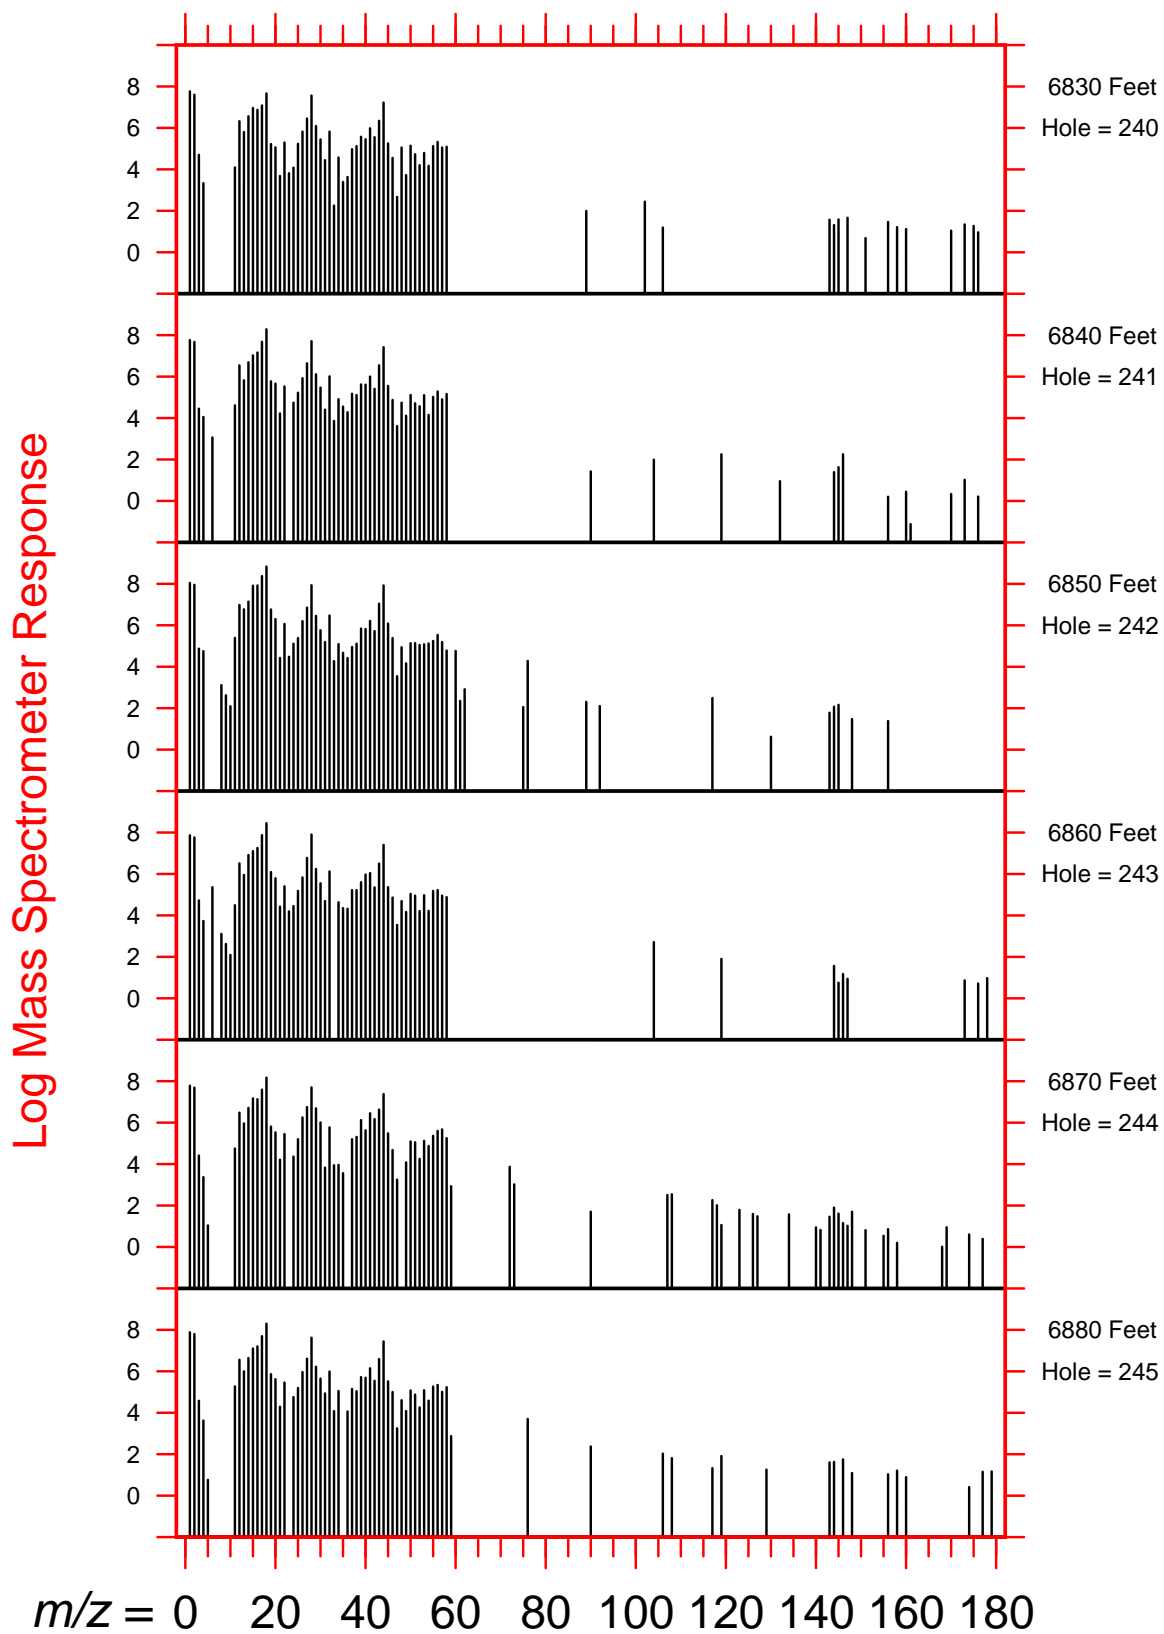 8
6
4
2
0
6830 Feet
Hole = 240
8
6
4
2
0
6840 Feet
Hole = 241
8
6
4
2
0
6850 Feet
Hole = 242
8
6
4
2
0
6860 Feet
Hole = 243
8
6
4
2
0
6870 Feet
Hole = 244
8
6
4
2
0
6880 Feet
Hole = 245
Log Mass Spectrometer Response
m/z = 0 20 40 60 80 100 120 140 160 180